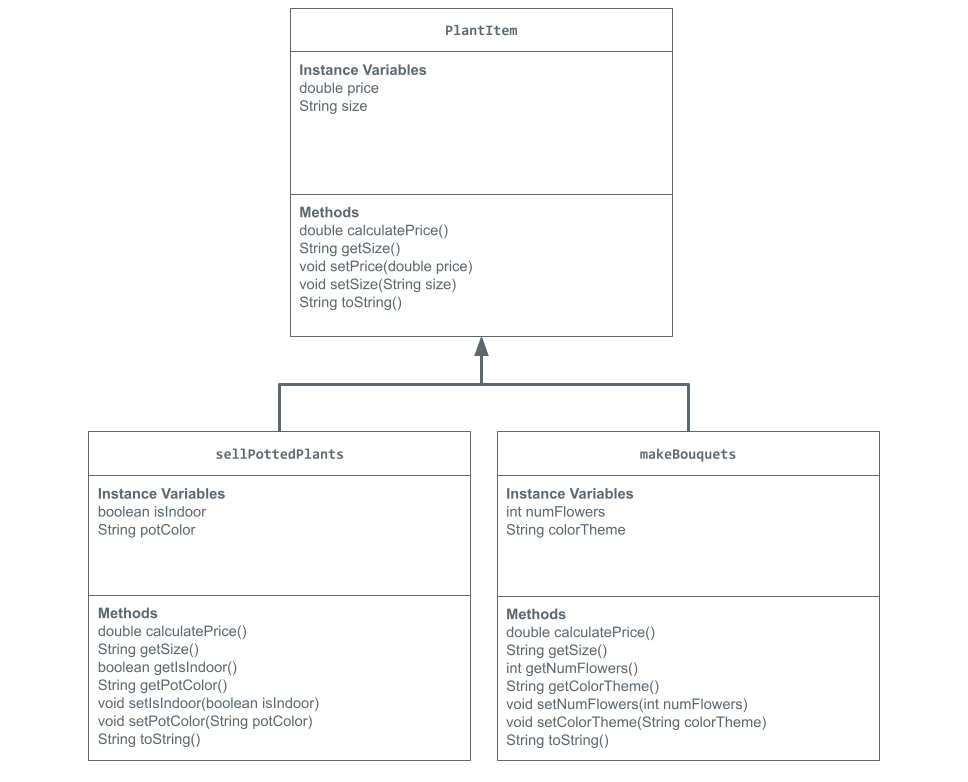 PlantItem
Instance Variables
double price
String size
Methods
double calculatePrice()
String getSize()
void setPrice(double price)
void setSize(String size)
String toString()
sellPottedPlants
Instance Variables
boolean isIndoor
String potColor
Methods
double calculatePrice()
String getSize()
boolean getIsIndoor()
String getPotColor()
void setIsIndoor(boolean isIndoor)
void setPotColor(String potColor)
String toString()
makeBouquets
Instance Variables
int numFlowers
String colorTheme
Methods
double calculatePrice()
String getSize()
int getNumFlowers()
String getColorTheme()
void setNumFlowers(int numFlowers)
void setColorTheme(String colorTheme)
String toString()